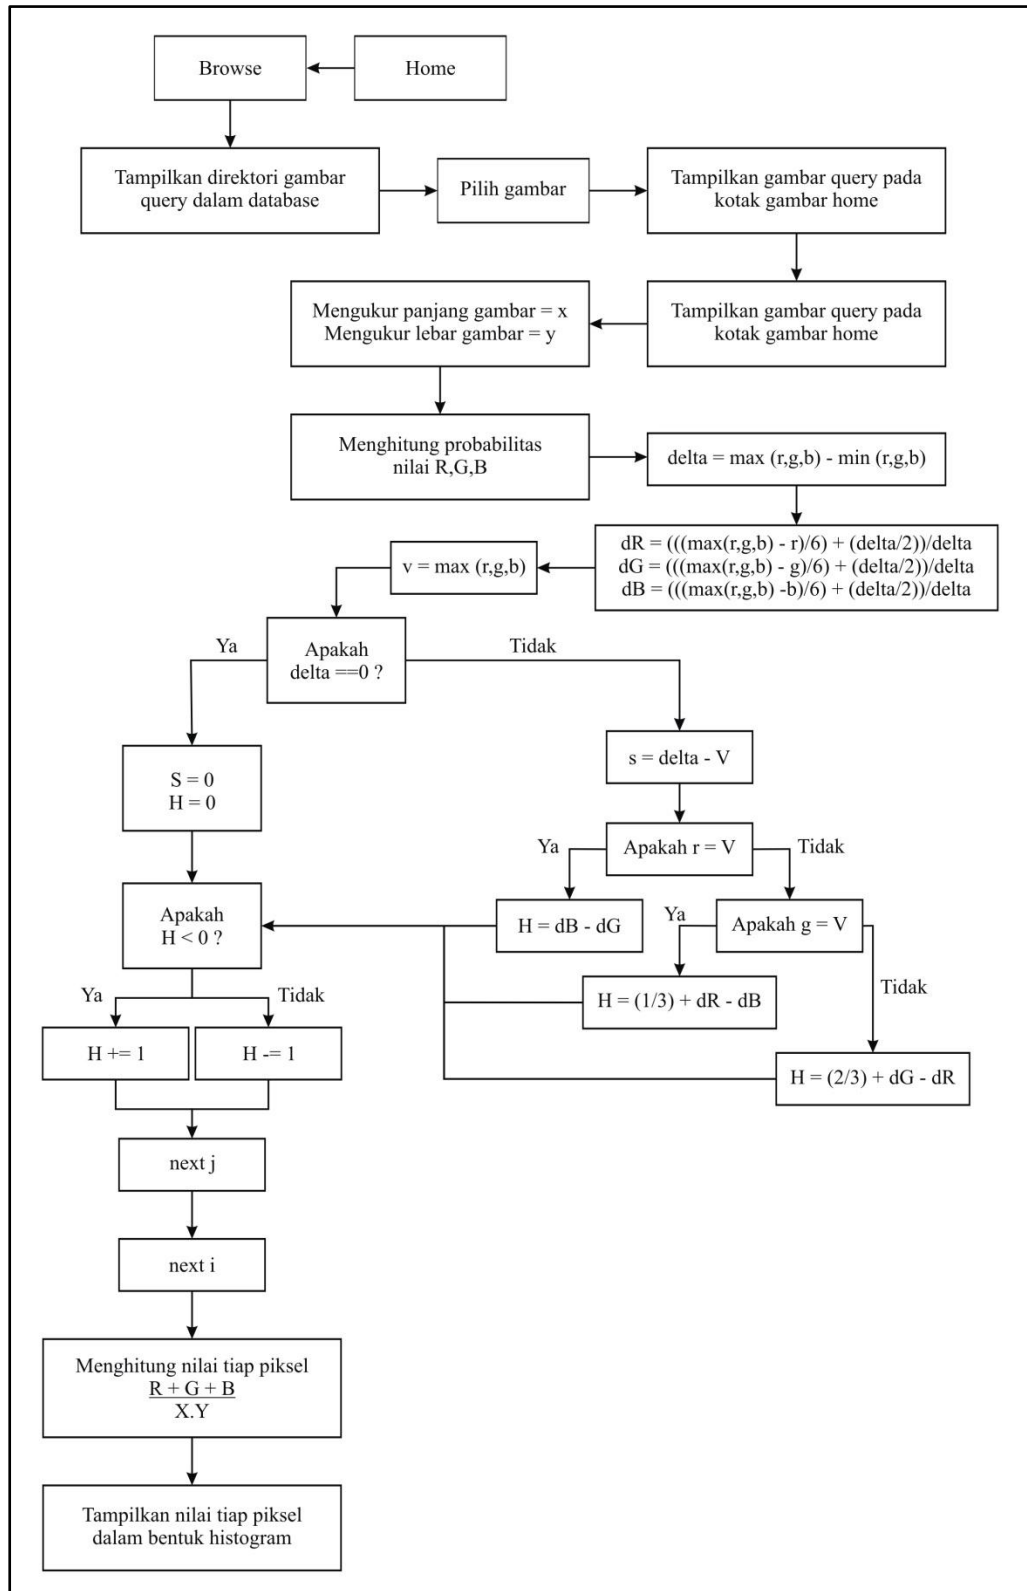 Home
Browse
Tampilkan direktori gambar
query dalam database
Pilih gambar
Tampilkan gambar query pada
kotak gambar home
Tampilkan gambar query pada
kotak gambar home
Mengukur panjang gambar = x
Mengukur lebar gambar = y
Menghitung probabilitas
nilai R,G,B
delta = max (r,g,b) - min (r,g,b)
dR = (((max(r,g,b) - r)/6) + (delta/2))/delta
dG = (((max(r,g,b) - g)/6) + (delta/2))/delta
dB = (((max(r,g,b) -b)/6) + (delta/2))/delta
v = max (r,g,b)
Apakah
delta ==0 ?
Ya
Tidak
S = 0
H = 0
s = delta - V
Apakah r = V
Ya
Tidak
H = dB - dG
Apakah g = V
Ya
Tidak
H = (1/3) + dR - dB
H = (2/3) + dG - dR
Apakah
H < 0 ?
Ya
Tidak
H += 1
H -= 1
next j
next i
Menghitung nilai tiap piksel
R + G + B
X.Y
Tampilkan nilai tiap piksel
dalam bentuk histogram